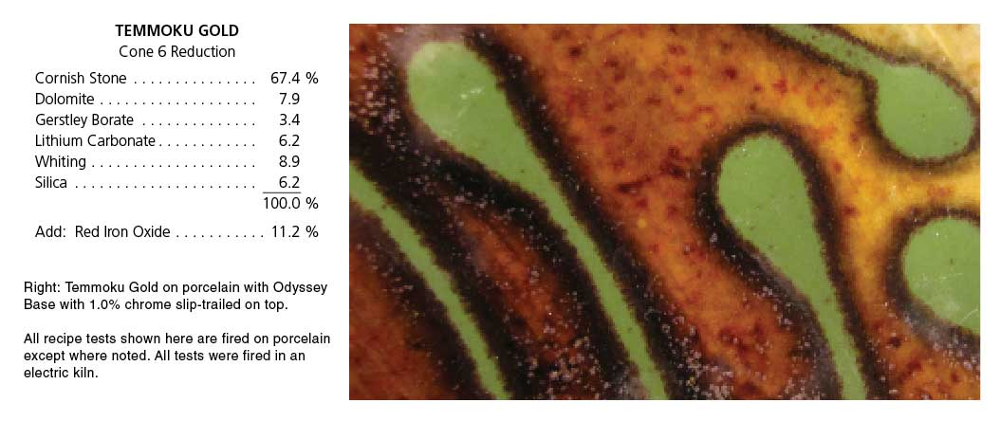 TEMMOKU GOLD
Cone 6 Reduction
Cornish Stone . . . . . . . . . . . . . . . 67.4 %
Dolomite . . . . . . . . . . . . . . . . . . . 7.9
Gerstley Borate . . . . . . . . . . . . . . 3.4
Lithium Carbonate . . . . . . . . . . . . 6.2
Whiting . . . . . . . . . . . . . . . . . . . . 8.9
Silica . . . . . . . . . . . . . . . . . . . . . . 6.2
100.0 %
Add: Red Iron Oxide . . . . . . . . . . . 11.2 %
Right: Temmoku Gold on porcelain with Odyssey
Base with 1.0% chrome slip-trailed on top.
All recipe tests shown here are fired on porcelain
except where noted. All tests were fired in an
electric kiln.